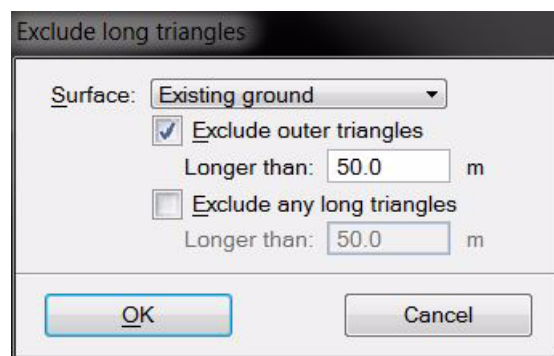 Exclude long triangles
Surface: Existing ground
Exclude outer triangles
Longer than: 50.0 m
Exclude any long triangles
Longer than: 50.0 m
OK Cancel